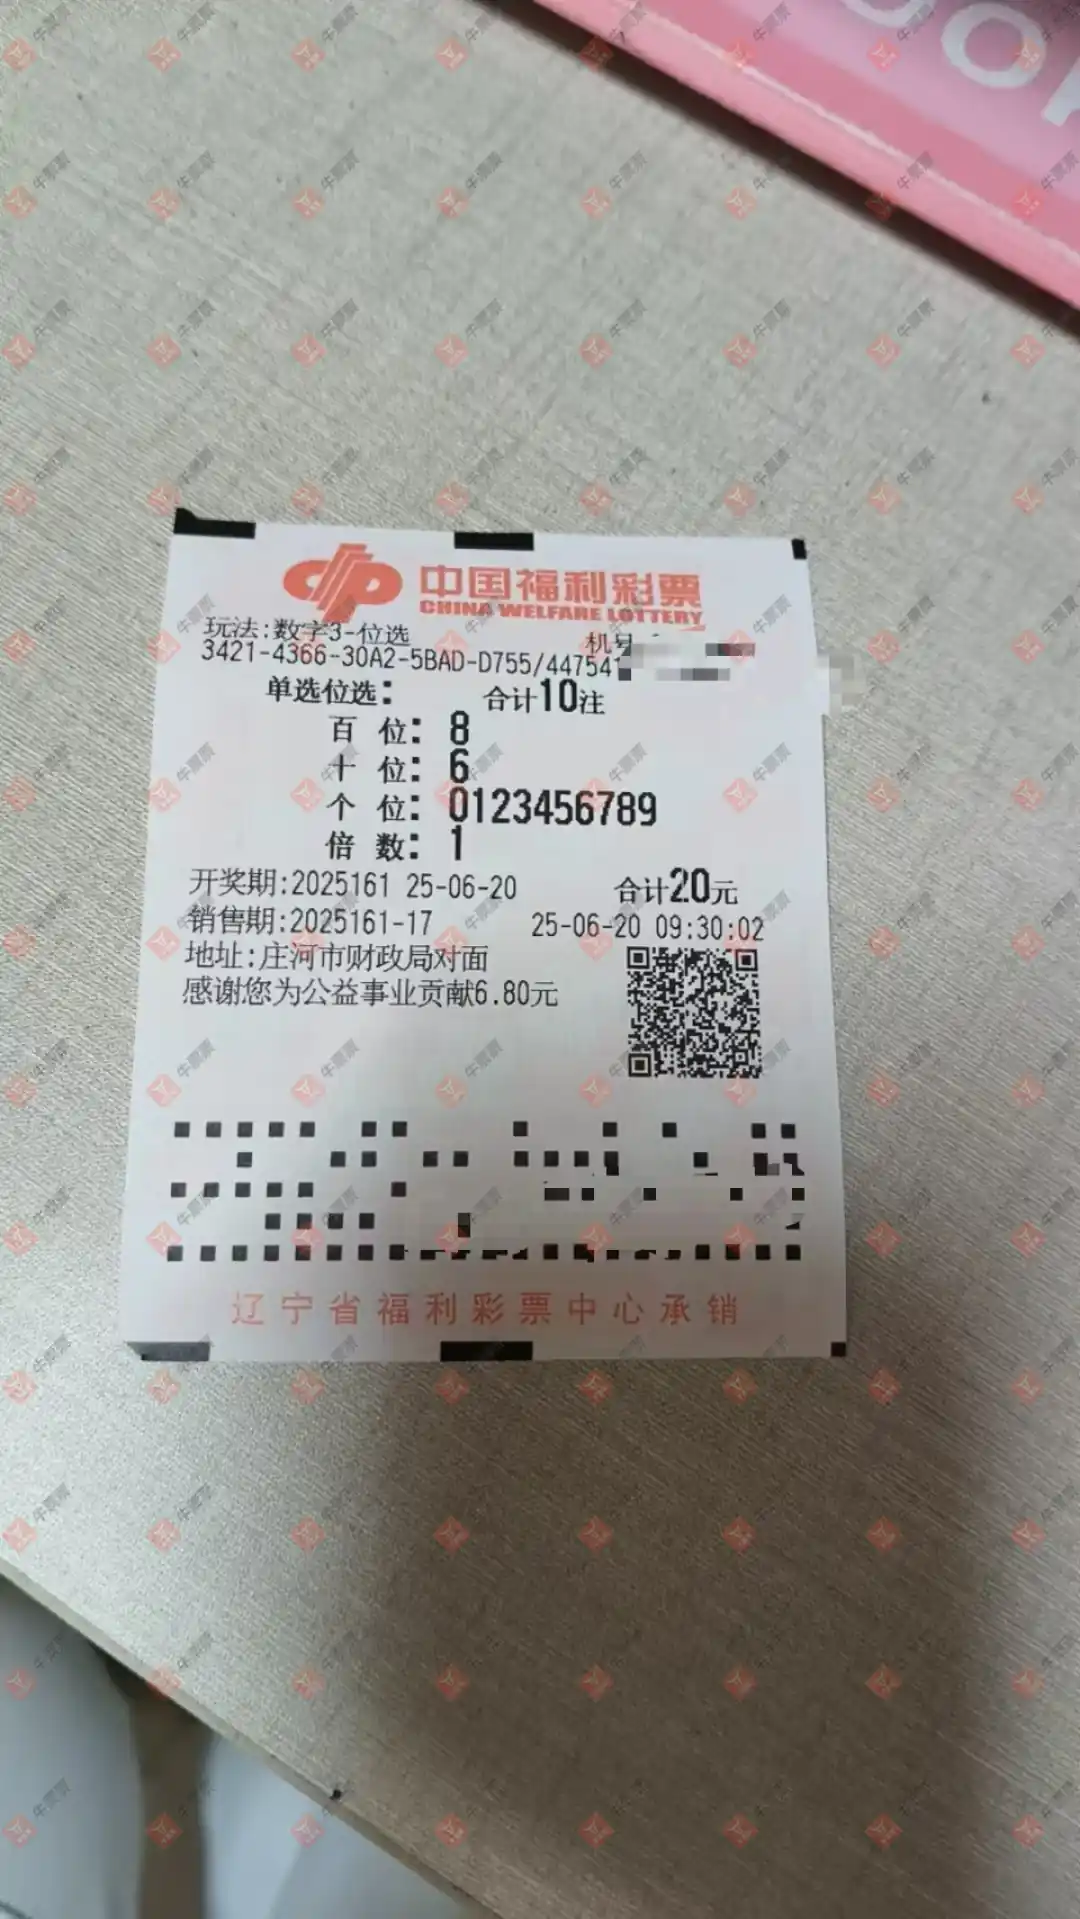 中国福利彩票
CHINA WELFARE LOTTERY
玩法:数字3-位选 机号
3421-4366-30A2-5BAD-D755/447541
单选位选: 合计10注
百 位: 8
十 位: 6
个 位: 0123456789
倍 数: 1
开奖期:2025161 25-06-20 合计20元
销售期:2025161-17 25-06-20 09:30:02
地址:庄河市财政局对面
感谢您为公益事业贡献6.80元
辽宁省福利彩票中心承销
牛票票